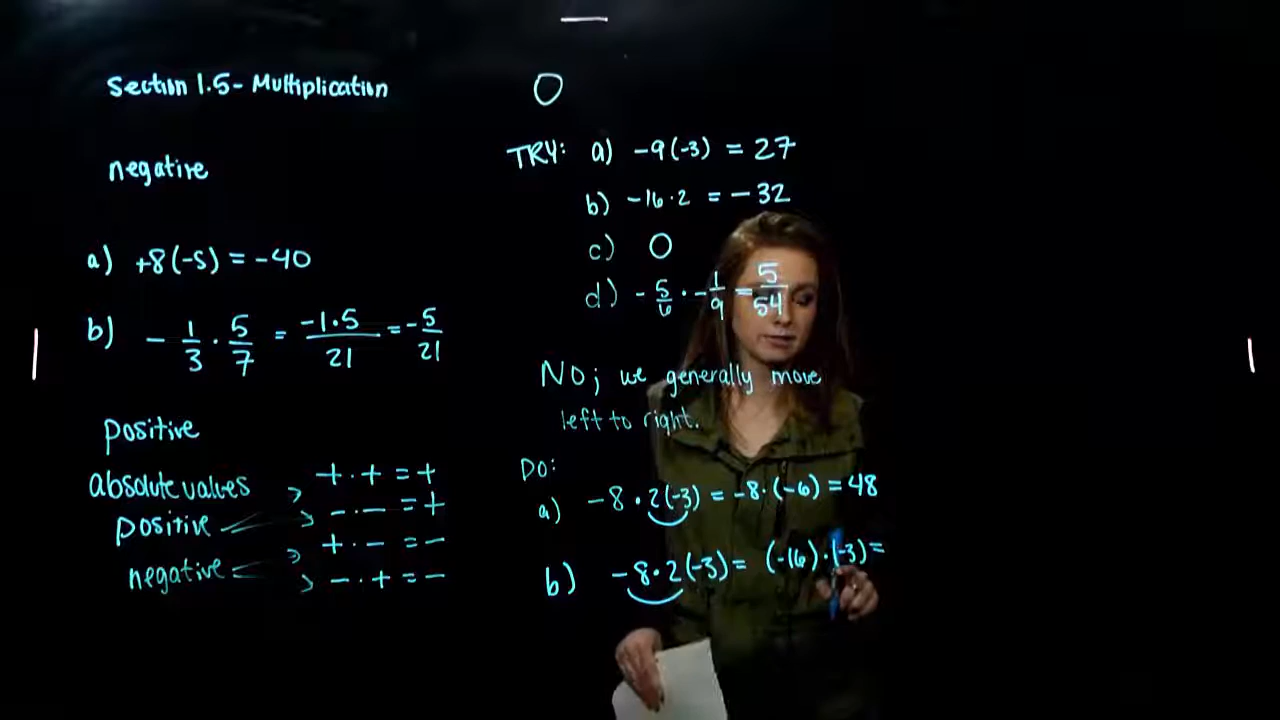 Section 1.5 - Multiplication
negative
a) +8(-5) = -40
b) - 1/3 · 5/7 = -1·5/21 = -5/21
positive
absolute values
positive
negative
+ · + = +
- · - = +
+ · - = -
- · + = -
0
TRY: a) -9(-3) = 27
b) -16·2 = -32
c) 0
d) - 5/6 · - 1/9 = 5/54
NO; we generally move
left to right.
DO:
a) -8 · 2(-3) = -8·(-6) = 48
b) -8·2(-3) = (-16)·(-3) =